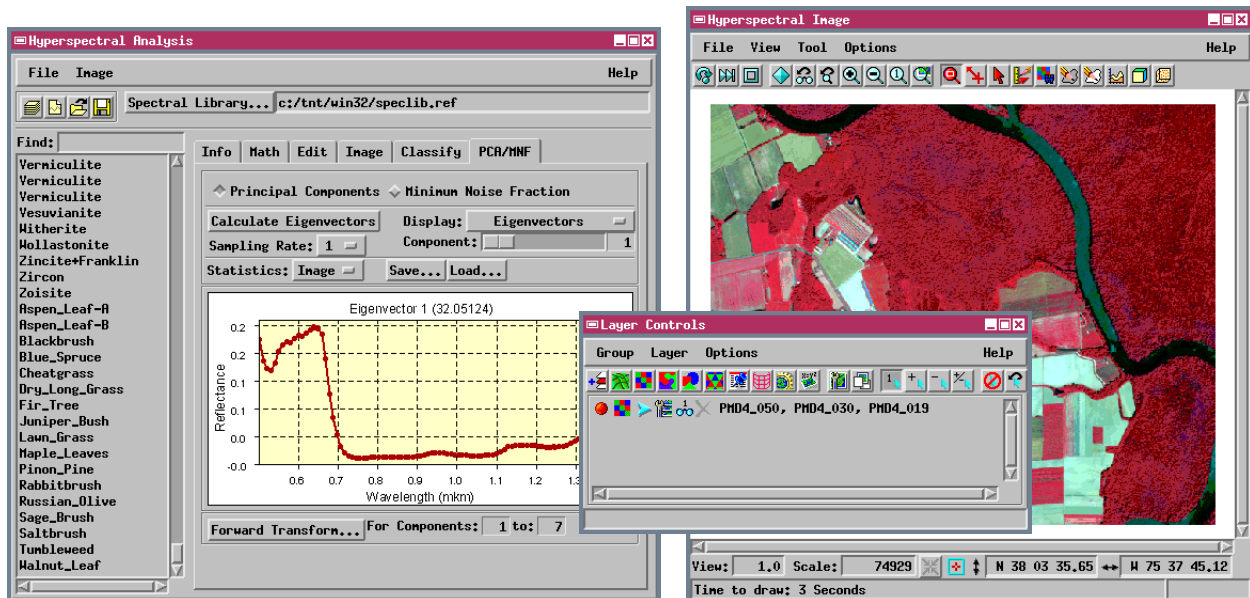 Hyperspectral Analysis
File Image Help
Spectral Library... c:/tnt/win32/speclib.ref
Find:
Vermiculite
Vermiculite
Vermiculite
Vesuvianite
Witherite
Wollastonite
Zincite+Franklin
Zircon
Zoisite
Aspen_Leaf-A
Aspen_Leaf-B
Blackbrush
Blue_Spruce
Cheatgrass
Dry_Long_Grass
Fir_Tree
Juniper_Bush
Lawn_Grass
Maple_Leaves
Pinon_Pine
Rabbitbrush
Russian_Olive
Sage_Brush
Saltbrush
Tumbleweed
Walnut_Leaf
Info Math Edit Image Classify PCA/MNF
Principal Components Minimum Noise Fraction
Calculate Eigenvectors Display: Eigenvectors
Sampling Rate: 1 Component: 1
Statistics: Image Save... Load...
Eigenvector 1 (32.05124)
Reflectance
0.2
0.2
0.1
0.1
0.0
-0.0
0.6 0.7 0.8 0.9 1.0 1.1 1.2 1.3
Wavelength (mkm)
Forward Transform... For Components: 1 to: 7
Hyperspectral Image
File View Tool Options Help
View: 1.0 Scale: 74929 N 38 03 35.65 W 75 37 45.12
Time to draw: 3 Seconds
Layer Controls
Group Layer Options Help
PMD4_050, PMD4_030, PMD4_019